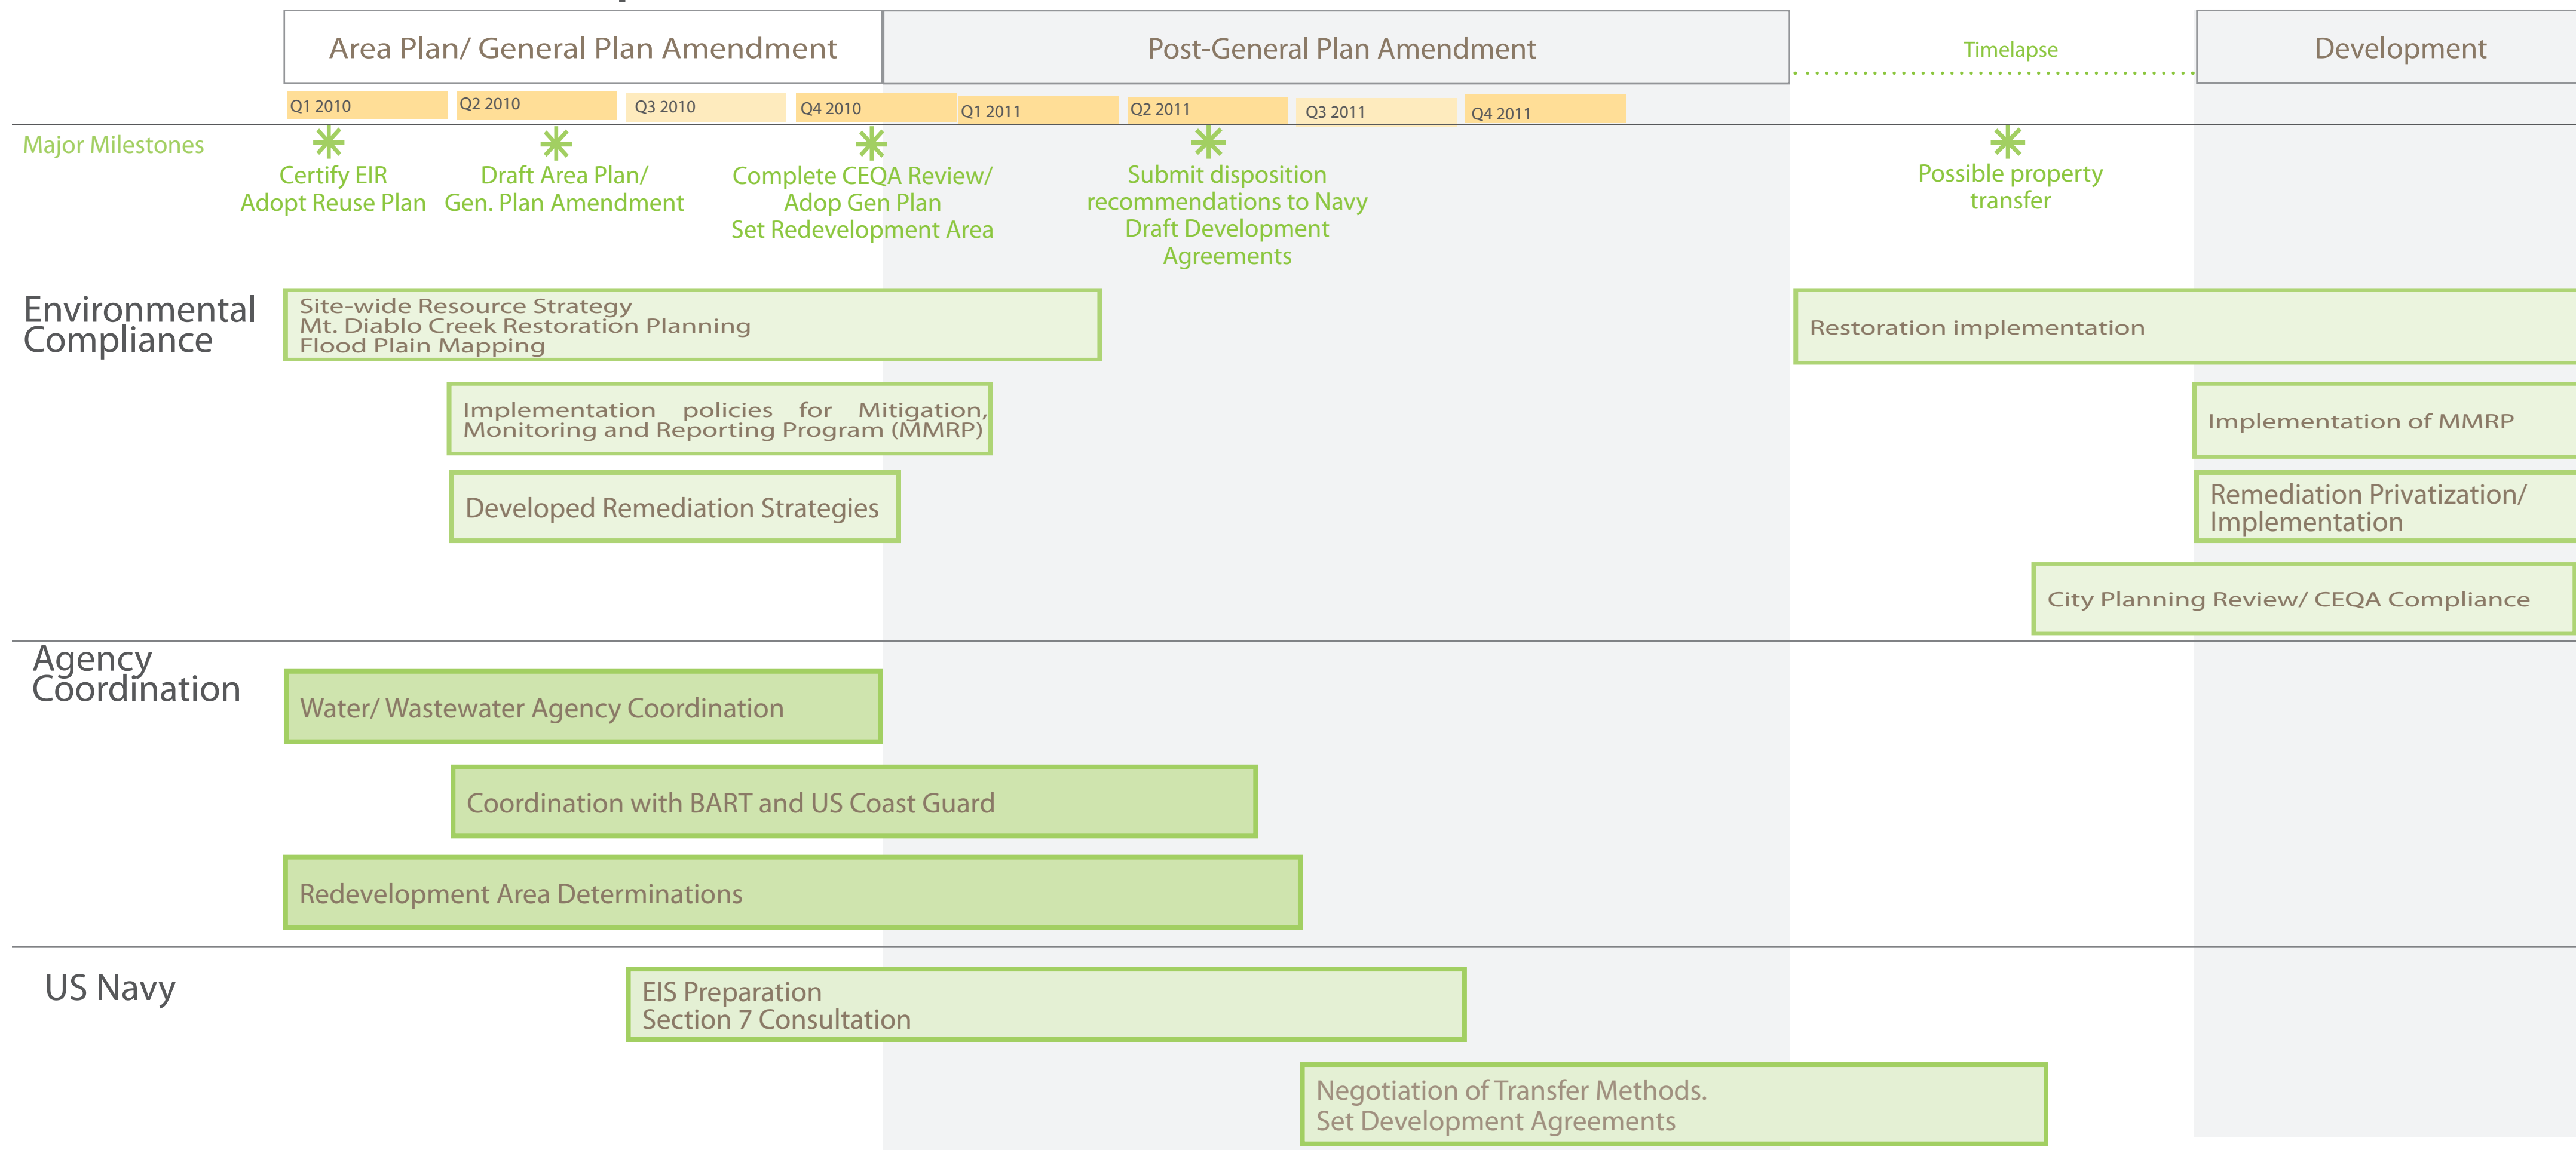 Area Plan/ General Plan Amendment
Post-General Plan Amendment
Timelapse
Development
Q1 2010
Q2 2010
Q3 2010
Q4 2010
Q1 2011
Q2 2011
Q3 2011
Q4 2011
Major Milestones
Certify EIR
Adopt Reuse Plan
Draft Area Plan/
Gen. Plan Amendment
Complete CEQA Review/
Adop Gen Plan
Set Redevelopment Area
Submit disposition
recommendations to Navy
Draft Development
Agreements
Possible property
transfer
Environmental
Compliance
Site-wide Resource Strategy
Mt. Diablo Creek Restoration Planning
Flood Plain Mapping
Restoration implementation
Implementation policies for Mitigation,
Monitoring and Reporting Program (MMRP)
Implementation of MMRP
Developed Remediation Strategies
Remediation Privatization/
Implementation
City Planning Review/ CEQA Compliance
Agency
Coordination
Water/ Wastewater Agency Coordination
Coordination with BART and US Coast Guard
Redevelopment Area Determinations
US Navy
EIS Preparation
Section 7 Consultation
Negotiation of Transfer Methods.
Set Development Agreements